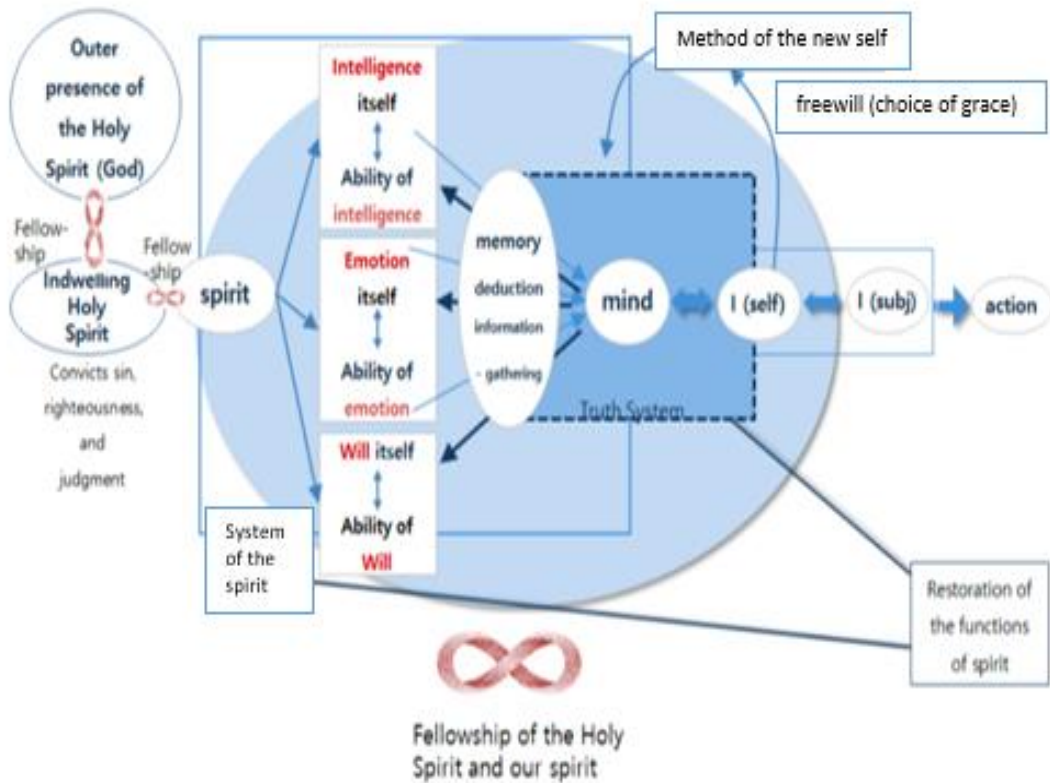 Outer
presence of
the Holy
Spirit (God)
Fellow-
ship
Indwelling
Holy
Spirit
Convicts sin,
righteousness,
and
judgment
Fellow
-ship
spirit
Intelligence
itself
Ability of
intelligence
Emotion
itself
Ability of
emotion
Will itself
Ability of
Will
System
of the
spirit
memory
deduction
information
- gathering
mind
Truth System
I (self)
I (subj)
action
Method of the new self
freewill (choice of grace)
Restoration of
the functions
of spirit
Fellowship of the Holy
Spirit and our spirit